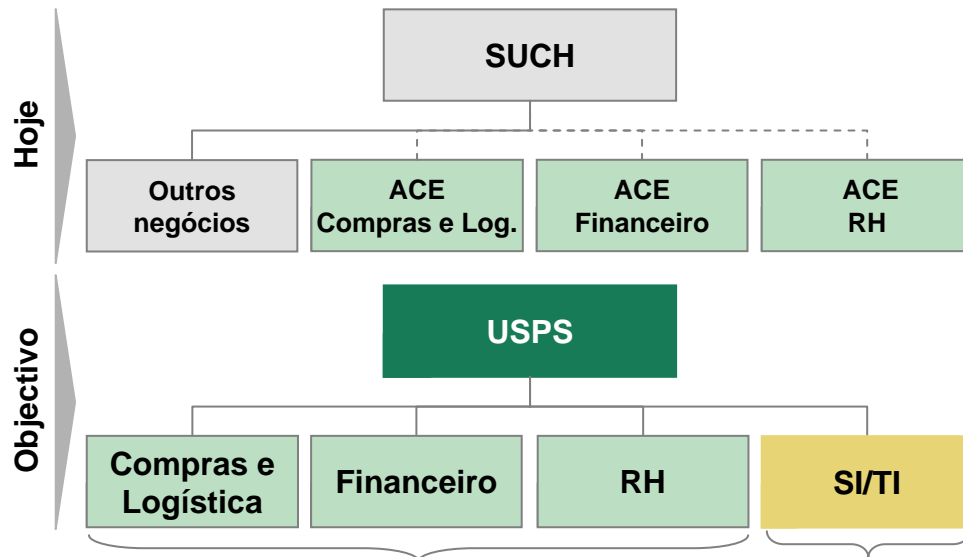 Hoje
SUCH
Outros
negócios
ACE
Compras e Log.
ACE
Financeiro
ACE
RH
Objectivo
USPS
Compras e
Logística
Financeiro
RH
SI/TI